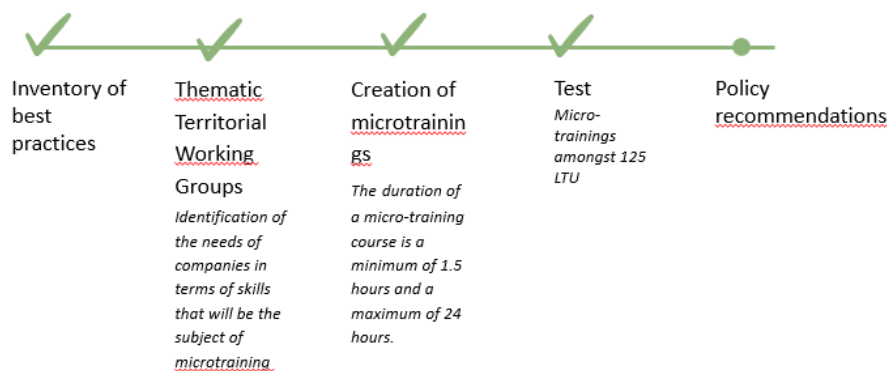 Inventory of
best
practices
Thematic
Territorial
Working
Groups
Identification of
the needs of
companies in
terms of skills
that will be the
subject of
microtraining
Creation of
microtrainin
gs
The duration of
a micro-training
course is a
minimum of 1.5
hours and a
maximum of 24
hours.
Test
Micro-
trainings
amongst 125
LTU
Policy
recommendations